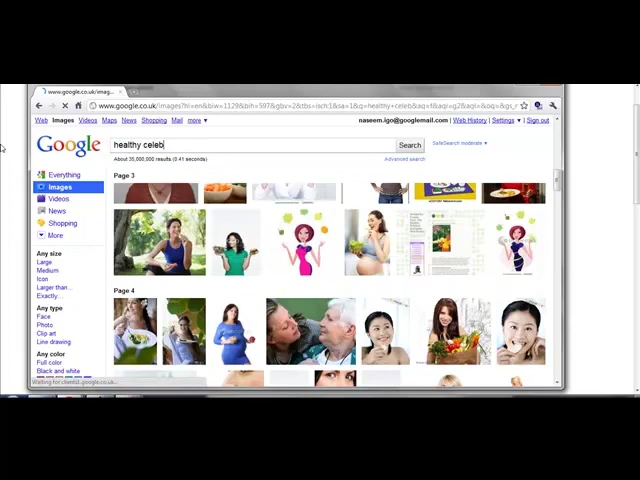 www.google.co.uk/imag...
www.google.co.uk/images?hl=en&biw=1129&bih=597&gbv=2&tbs=isch:1&sa=1&q=healthy+celeb&aq=f&aqi=g2&aql=&oq=&gs_r
Web Images Videos Maps News Shopping Mail more ▼
naseem.igo@googlemail.com | Web History | Settings ▼ | Sign out
Google
healthy celeb
Search
SafeSearch moderate ▼
About 35,000,000 results (0.41 seconds)
Advanced search
Everything
Images
Videos
News
Shopping
More
Any size
Large
Medium
Icon
Larger than...
Exactly...
Any type
Face
Photo
Clip art
Line drawing
Any color
Full color
Black and white
Page 3
Page 4
Waiting for clients1.google.co.uk...